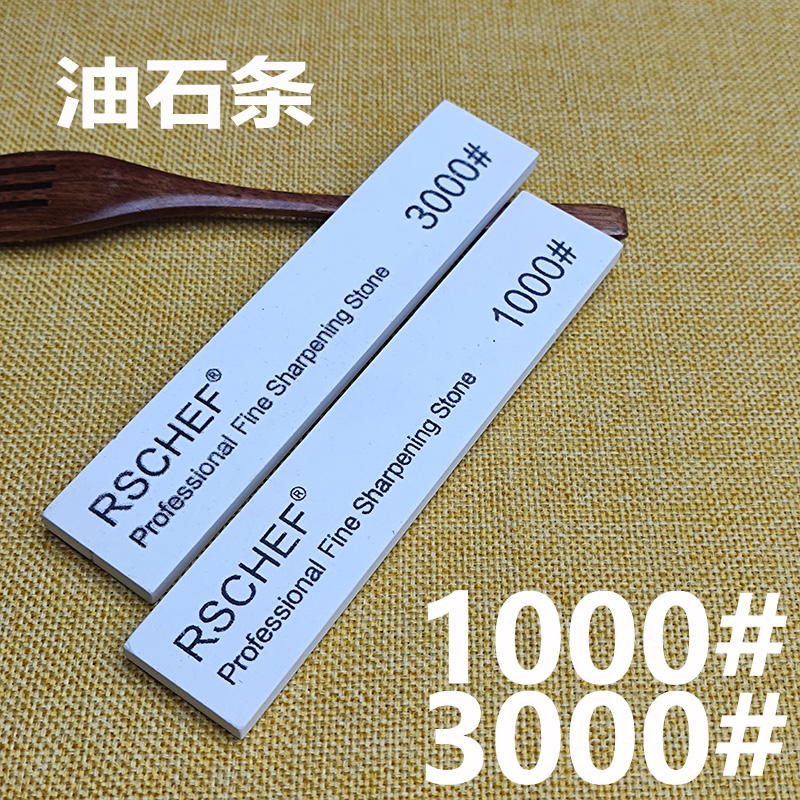 油石条
3000#
RSCHEF®
Professional Fine Sharpening Stone
1000#
RSCHEF®
Professional Fine Sharpening Stone
1000#
3000#